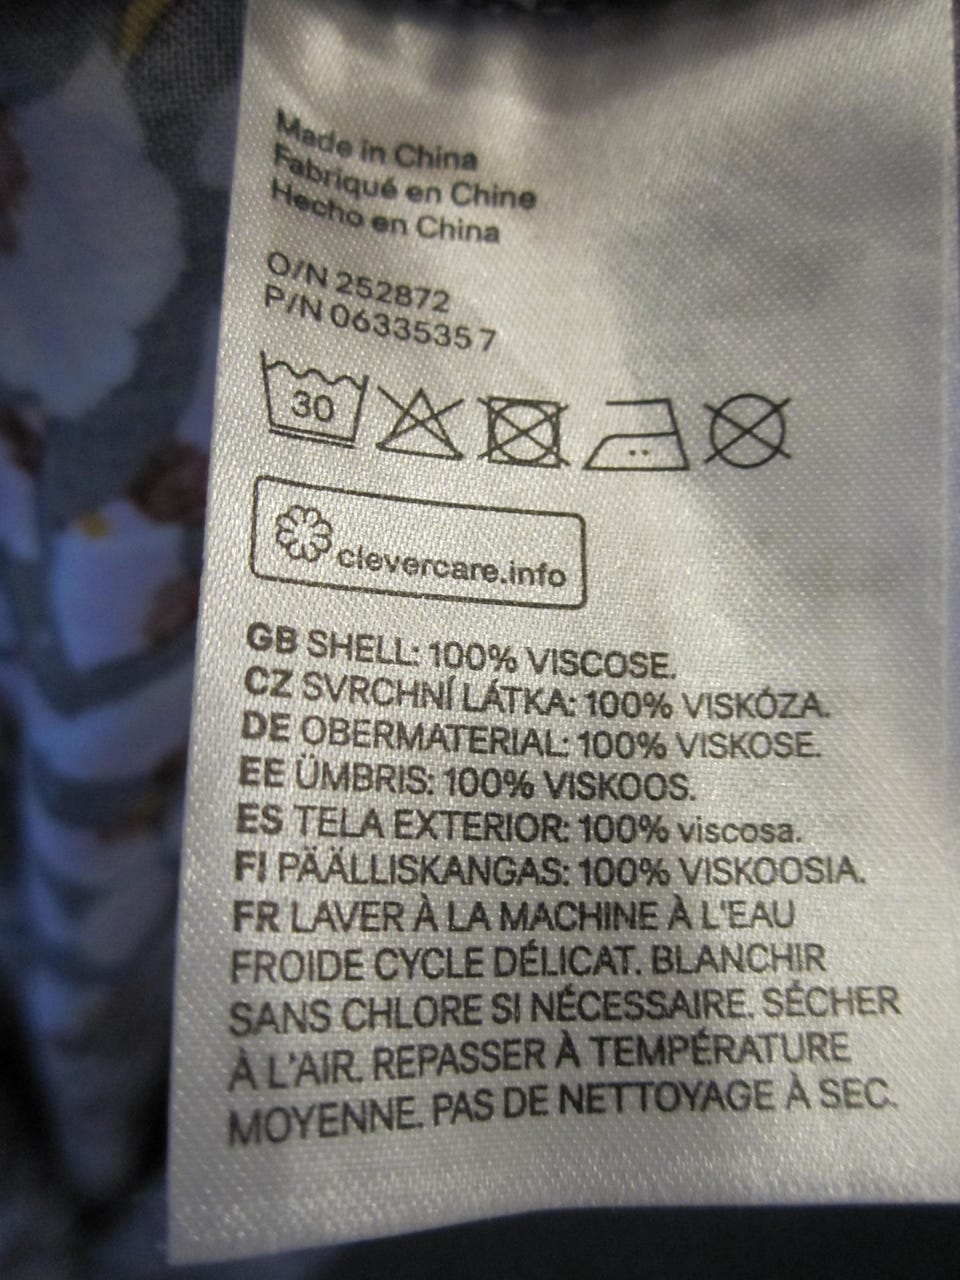 Made in China
Fabriqué en Chine
Hecho en China
O/N 252872
P/N 06335357
30
clevercare.info
GB SHELL: 100% VISCOSE.
CZ SVRCHNÍ LÁTKA: 100% VISKÓZA.
DE OBERMATERIAL: 100% VISKOSE.
EE ÜMBRIS: 100% VISKOOS.
ES TELA EXTERIOR: 100% viscosa.
FI PÄÄLLISKANGAS: 100% VISKOOSIA.
FR LAVER À LA MACHINE À L'EAU
FROIDE CYCLE DÉLICAT. BLANCHIR
SANS CHLORE SI NÉCESSAIRE. SÉCHER
À L'AIR. REPASSER À TEMPÉRATURE
MOYENNE. PAS DE NETTOYAGE À SEC.